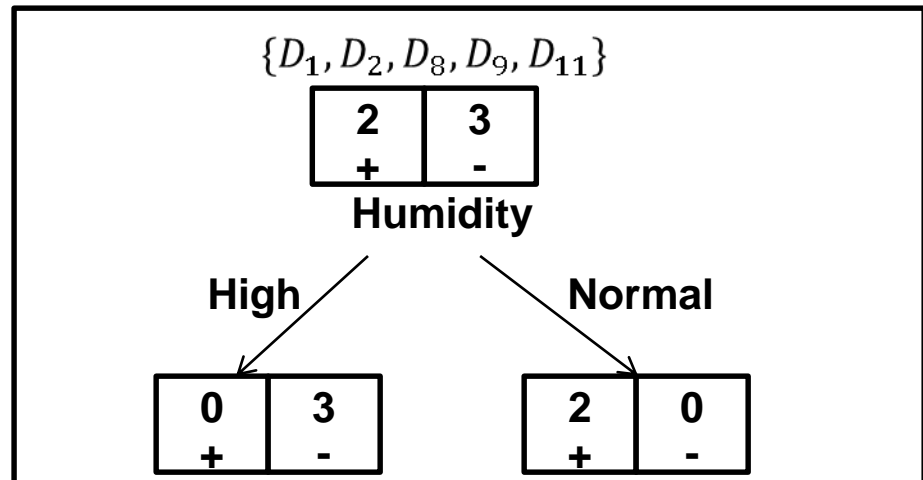 {D₁, D₂, D₈, D₉, D₁₁}
2 3
+ -
Humidity
High Normal
0 3 2 0
+ - + -